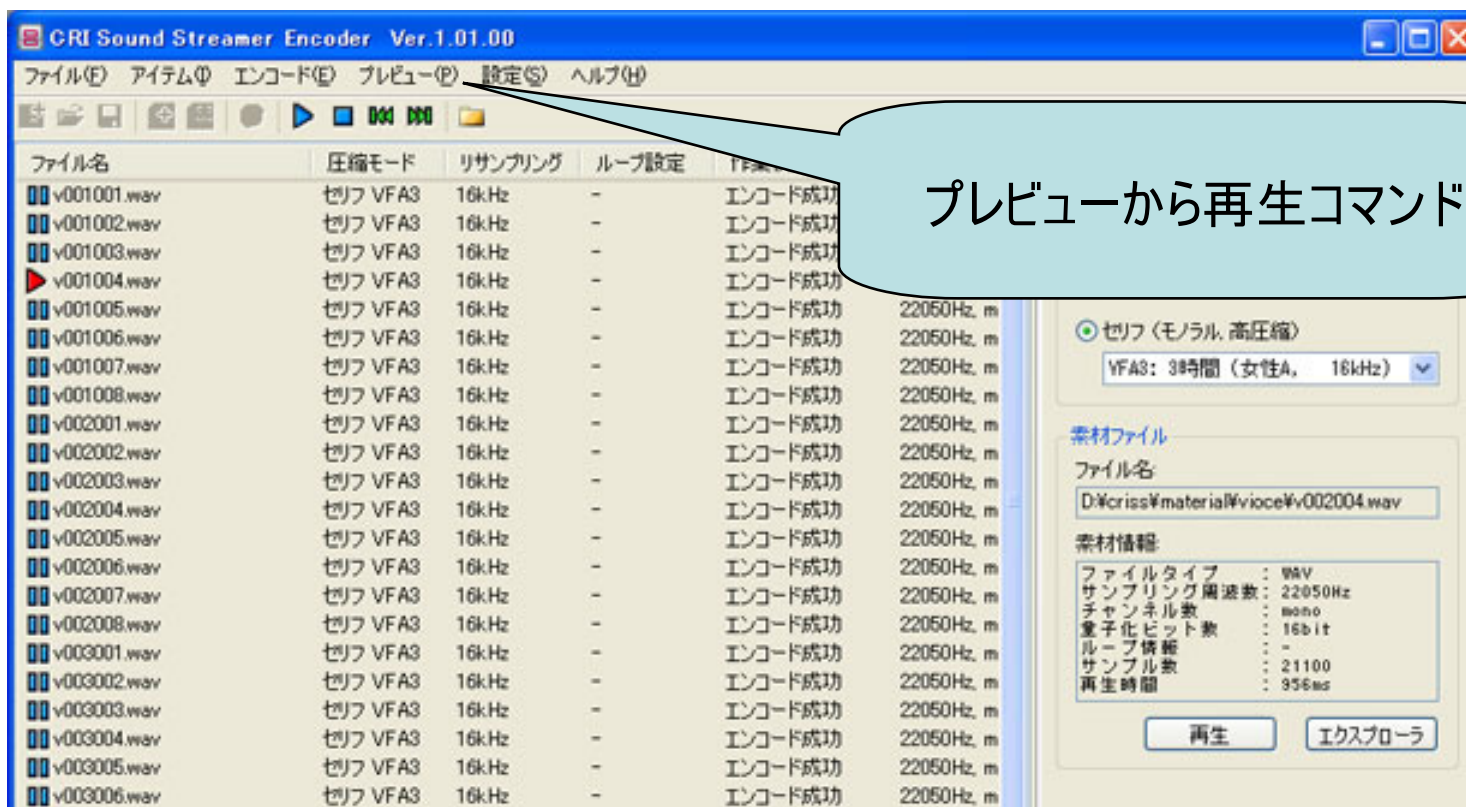 CRI Sound Streamer Encoder Ver.1.01.00
ファイル(F) アイテム(I) エンコード(E) プレビュー(P) 設定(S) ヘルプ(H)
プレビューから再生コマンド
ファイル名 圧縮モード リサンプリング ループ設定
v001001.wav セリフ VFA3 16kHz - エンコード成功
v001002.wav セリフ VFA3 16kHz - エンコード成功
v001003.wav セリフ VFA3 16kHz - エンコード成功
v001004.wav セリフ VFA3 16kHz - エンコード成功
v001005.wav セリフ VFA3 16kHz - エンコード成功 22050Hz, m
v001006.wav セリフ VFA3 16kHz - エンコード成功 22050Hz, m
v001007.wav セリフ VFA3 16kHz - エンコード成功 22050Hz, m
v001008.wav セリフ VFA3 16kHz - エンコード成功 22050Hz, m
v002001.wav セリフ VFA3 16kHz - エンコード成功 22050Hz, m
v002002.wav セリフ VFA3 16kHz - エンコード成功 22050Hz, m
v002003.wav セリフ VFA3 16kHz - エンコード成功 22050Hz, m
v002004.wav セリフ VFA3 16kHz - エンコード成功 22050Hz, m
v002005.wav セリフ VFA3 16kHz - エンコード成功 22050Hz, m
v002006.wav セリフ VFA3 16kHz - エンコード成功 22050Hz, m
v002007.wav セリフ VFA3 16kHz - エンコード成功 22050Hz, m
v002008.wav セリフ VFA3 16kHz - エンコード成功 22050Hz, m
v003001.wav セリフ VFA3 16kHz - エンコード成功 22050Hz, m
v003002.wav セリフ VFA3 16kHz - エンコード成功 22050Hz, m
v003003.wav セリフ VFA3 16kHz - エンコード成功 22050Hz, m
v003004.wav セリフ VFA3 16kHz - エンコード成功 22050Hz, m
v003005.wav セリフ VFA3 16kHz - エンコード成功 22050Hz, m
v003006.wav セリフ VFA3 16kHz - エンコード成功 22050Hz, m
セリフ (モノラル, 高圧縮)
VFA3: 3時間 (女性A, 16kHz)
素材ファイル
ファイル名:
D:¥criss¥material¥vioce¥v002004.wav
素材情報:
ファイルタイプ : WAV
サンプリング周波数: 22050Hz
チャンネル数 : mono
量子化ビット数 : 16bit
ループ情報 : -
サンプル数 : 21100
再生時間 : 956ms
再生 エクスプローラ